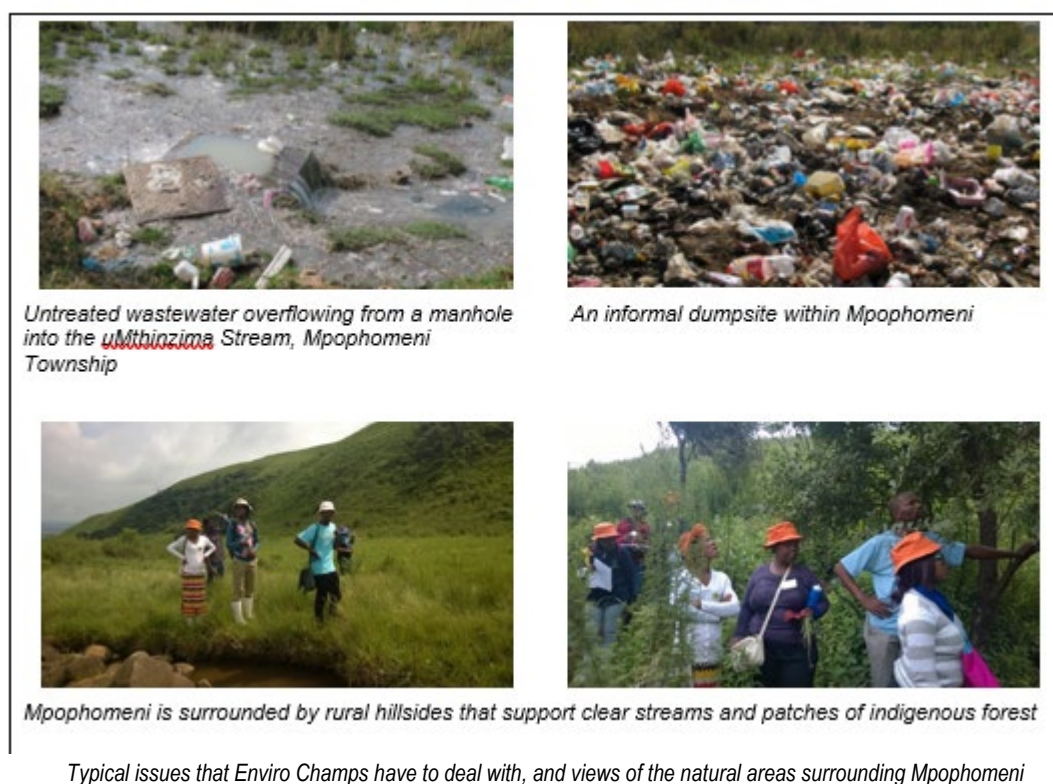 Untreated wastewater overflowing from a manhole
into the uMthinzima Stream, Mpophomeni
Township
An informal dumpsite within Mpophomeni
Mpophomeni is surrounded by rural hillsides that support clear streams and patches of indigenous forest
Typical issues that Enviro Champs have to deal with, and views of the natural areas surrounding Mpophomeni